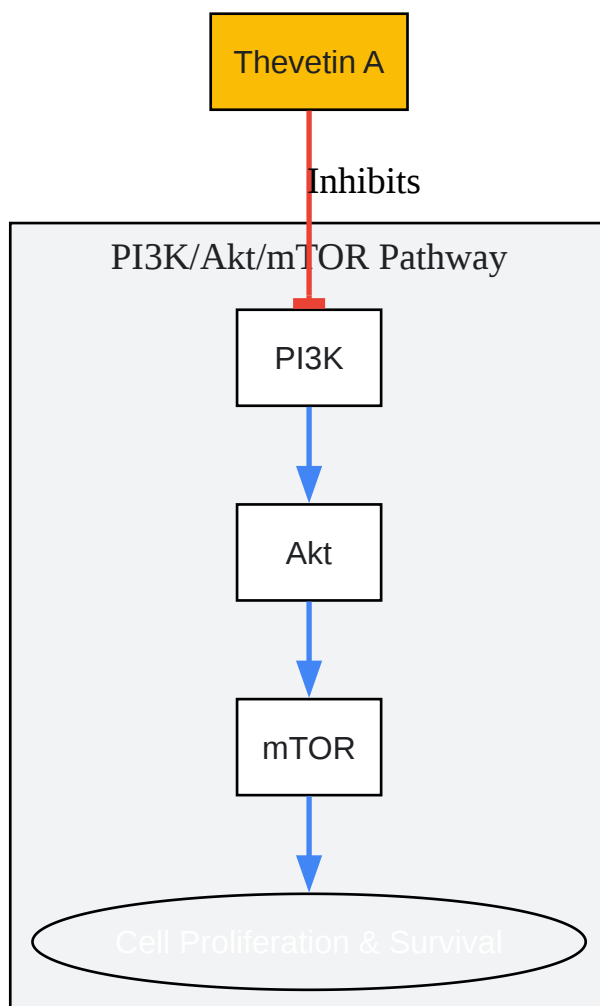 Thevetin A
Inhibits
PI3K/Akt/mTOR Pathway
PI3K
Akt
mTOR
Cell Proliferation & Survival